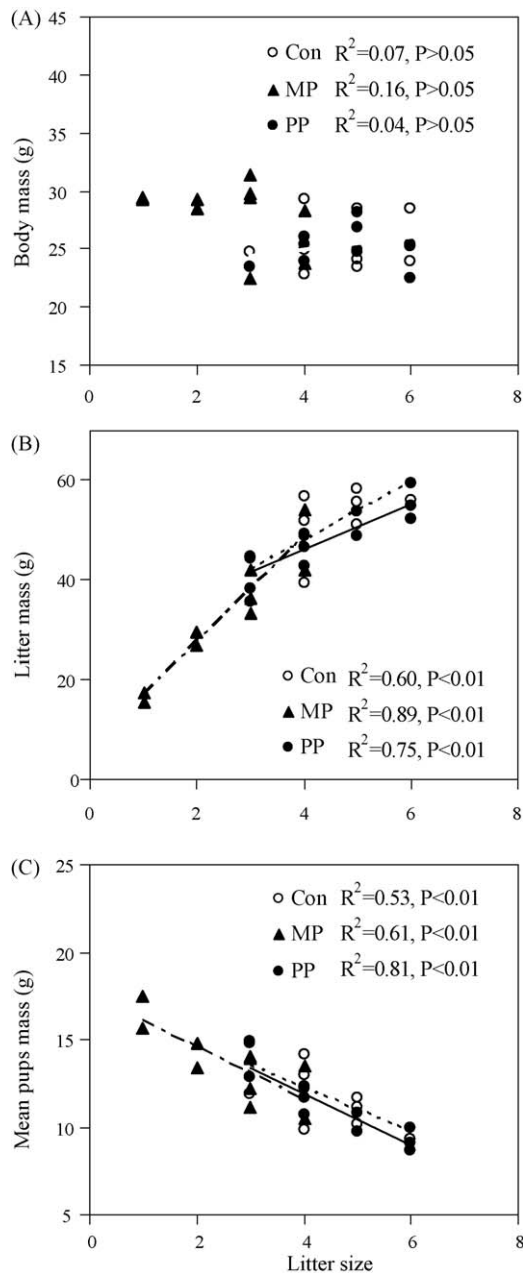 (A)
45
Con R²=0.07, P>0.05
40
MP R²=0.16, P>0.05
35
PP R²=0.04, P>0.05
30
25
20
15
Body mass (g)
0 2 4 6 8
(B)
60
40
20
0
Litter mass (g)
Con R²=0.60, P<0.01
MP R²=0.89, P<0.01
PP R²=0.75, P<0.01
0 2 4 6 8
(C)
25
20
15
10
5
Mean pups mass (g)
Con R²=0.53, P<0.01
MP R²=0.61, P<0.01
PP R²=0.81, P<0.01
0 2 4 6 8
Litter size